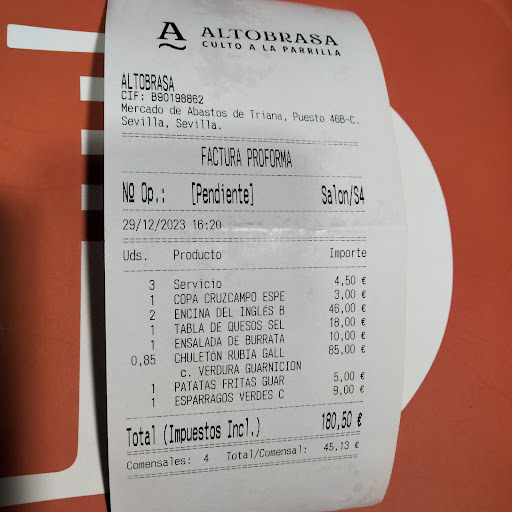 ALTOBRASA
CULTO A LA PARRILLA
ALTOBRASA
CIF: B90198862
Mercado de Abastos de Triana, Puesto 46B-C.
Sevilla, Sevilla.
FACTURA PROFORMA
Nº Op.: [Pendiente] Salon/S4
29/12/2023 16:20
Uds. Producto Importe
3 Servicio 4,50 €
1 COPA CRUZCAMPO ESPE 3,00 €
2 ENCINA DEL INGLÉS B 46,00 €
1 TABLA DE QUESOS SEL 18,00 €
1 ENSALADA DE BURRATA 10,00 €
0,85 CHULETÓN RUBIA GALL 85,00 €
c. VERDURA GUARNICION
1 PATATAS FRITAS GUAR 5,00 €
1 ESPARRAGOS VERDES C 9,00 €
Total (Impuestos Incl.) 180,50 €
Comensales: 4 Total/Comensal: 45,13 €